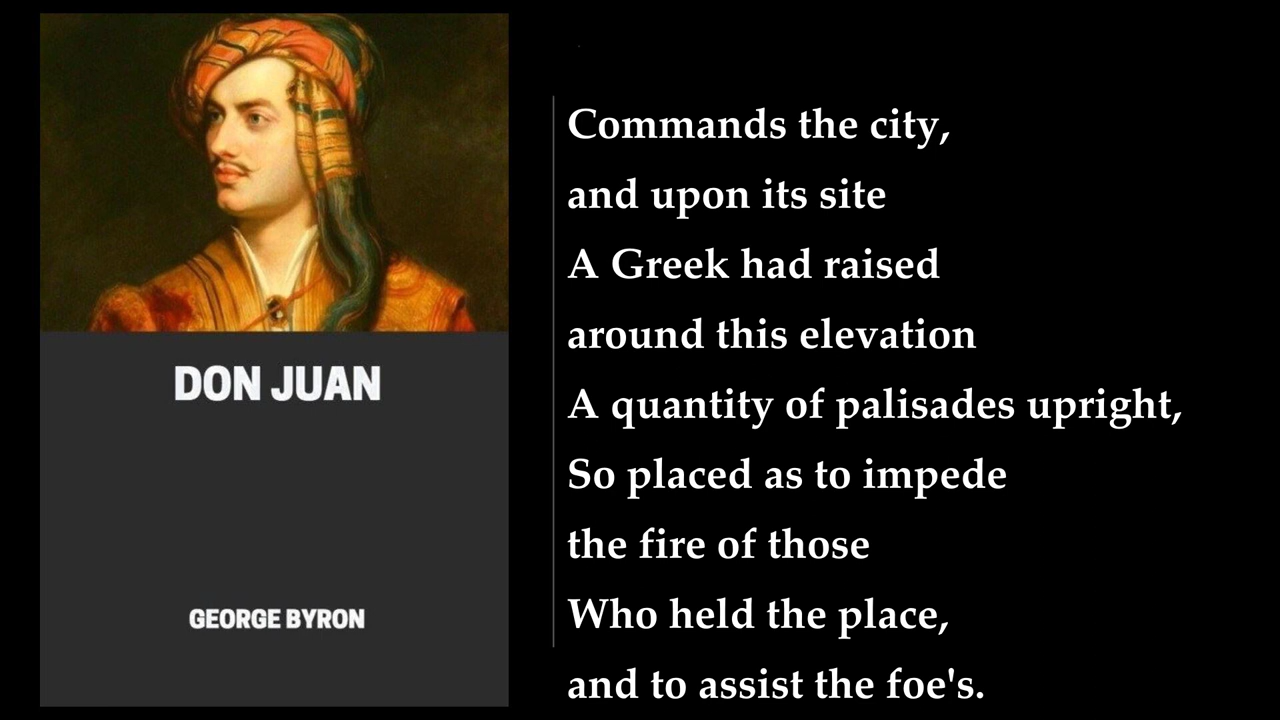 DON JUAN
GEORGE BYRON
Commands the city,
and upon its site
A Greek had raised
around this elevation
A quantity of palisades upright,
So placed as to impede
the fire of those
Who held the place,
and to assist the foe's.